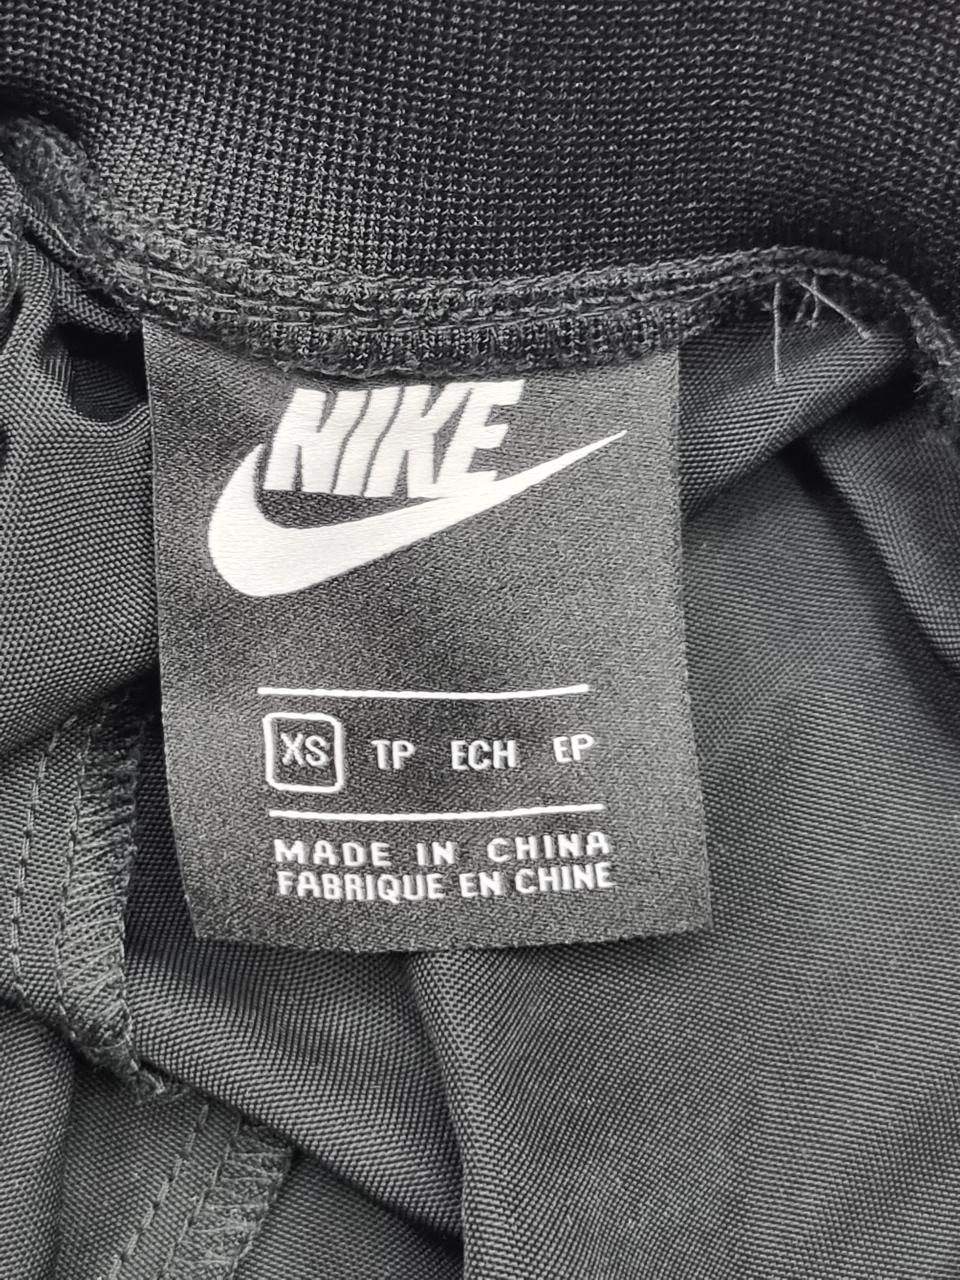 NIKE
XS TP ECH EP
MADE IN CHINA
FABRIQUE EN CHINE